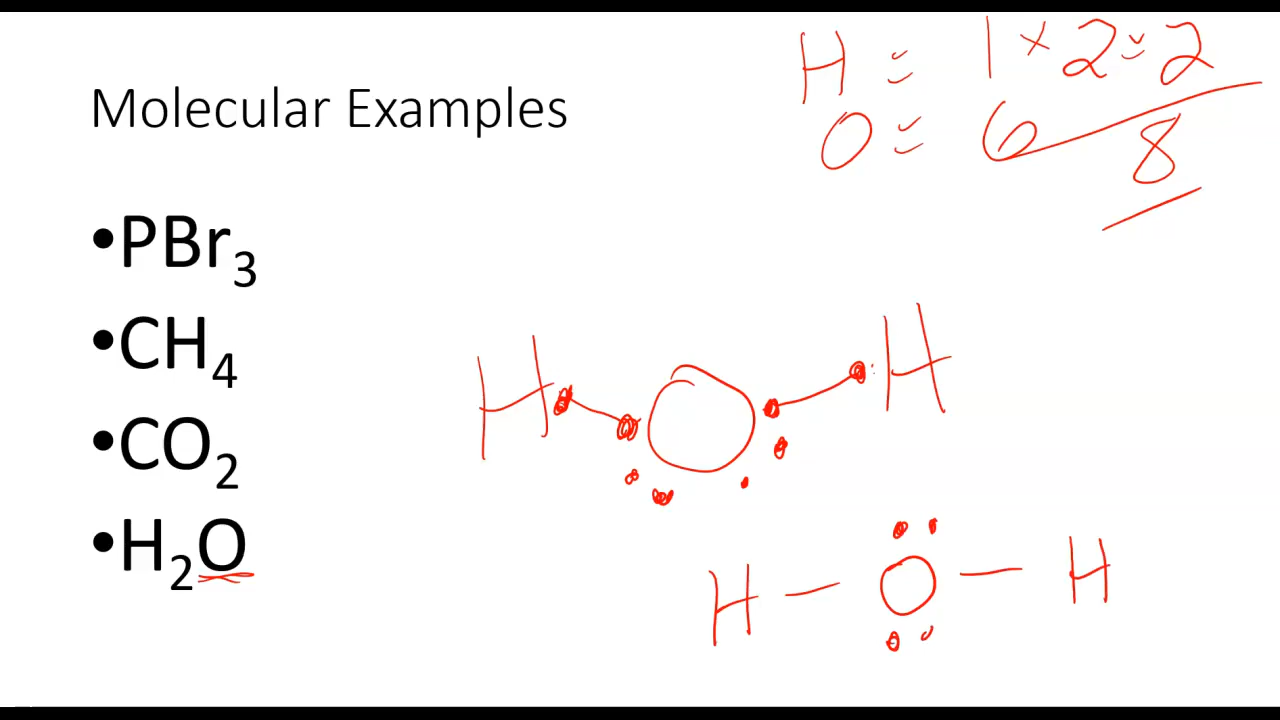 H = 1 × 2 = 2
O = 6
8
Molecular Examples
•PBr₃
•CH₄
•CO₂
•H₂O
H O H
H — O — H